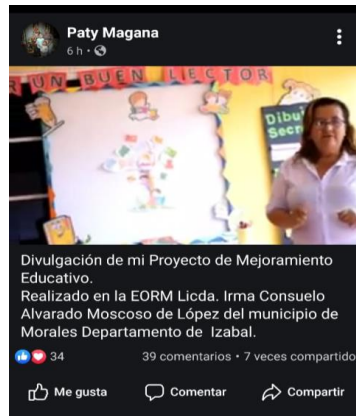 Paty Magana
6 h
UN BUEN LECTOR
Dibu
Secr
Divulgación de mi Proyecto de Mejoramiento
Educativo.
Realizado en la EORM Licda. Irma Consuelo
Alvarado Moscoso de López del municipio de
Morales Departamento de Izabal.
34
39 comentarios • 7 veces compartido
Me gusta
Comentar
Compartir